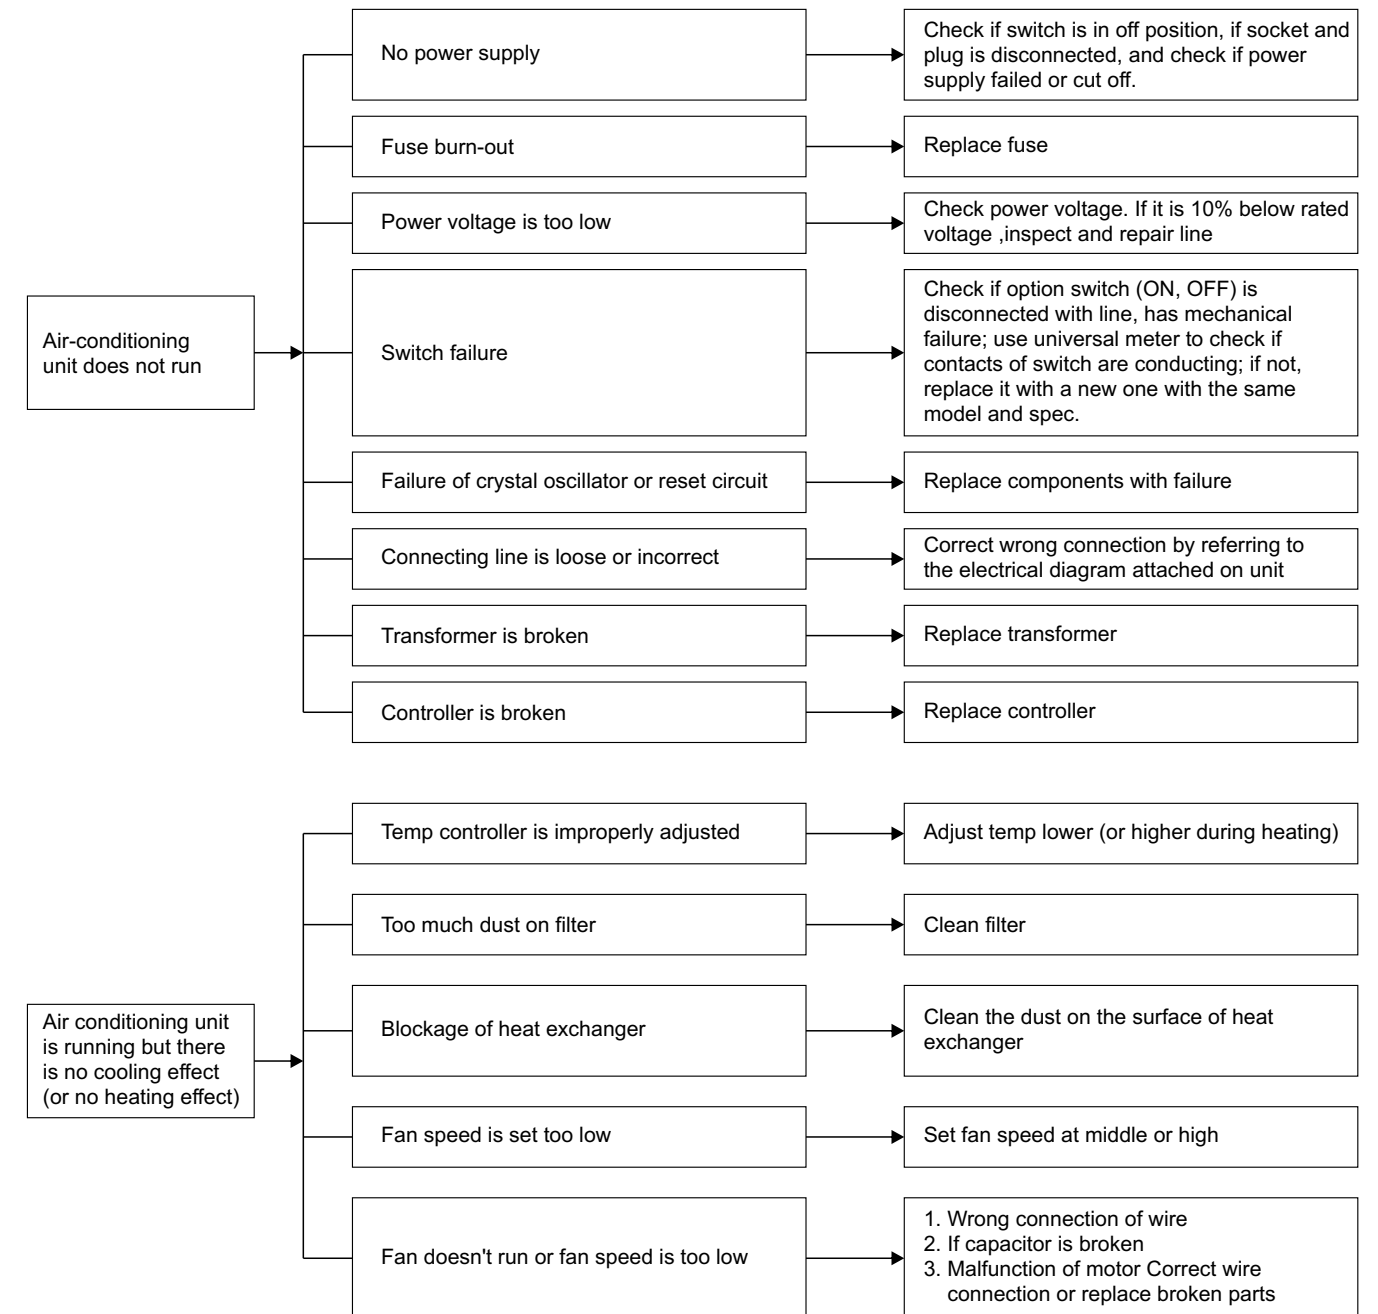 No power supply
Check if switch is in off position, if socket and
plug is disconnected, and check if power
supply failed or cut off.
Fuse burn-out
Replace fuse
Power voltage is too low
Check power voltage. If it is 10% below rated
voltage ,inspect and repair line
Air-conditioning
unit does not run
Switch failure
Check if option switch (ON, OFF) is
disconnected with line, has mechanical
failure; use universal meter to check if
contacts of switch are conducting; if not,
replace it with a new one with the same
model and spec.
Failure of crystal oscillator or reset circuit
Replace components with failure
Connecting line is loose or incorrect
Correct wrong connection by referring to
the electrical diagram attached on unit
Transformer is broken
Replace transformer
Controller is broken
Replace controller
Temp controller is improperly adjusted
Adjust temp lower (or higher during heating)
Too much dust on filter
Clean filter
Air conditioning unit
is running but there
is no cooling effect
(or no heating effect)
Blockage of heat exchanger
Clean the dust on the surface of heat
exchanger
Fan speed is set too low
Set fan speed at middle or high
Fan doesn't run or fan speed is too low
1. Wrong connection of wire
2. If capacitor is broken
3. Malfunction of motor Correct wire
connection or replace broken parts